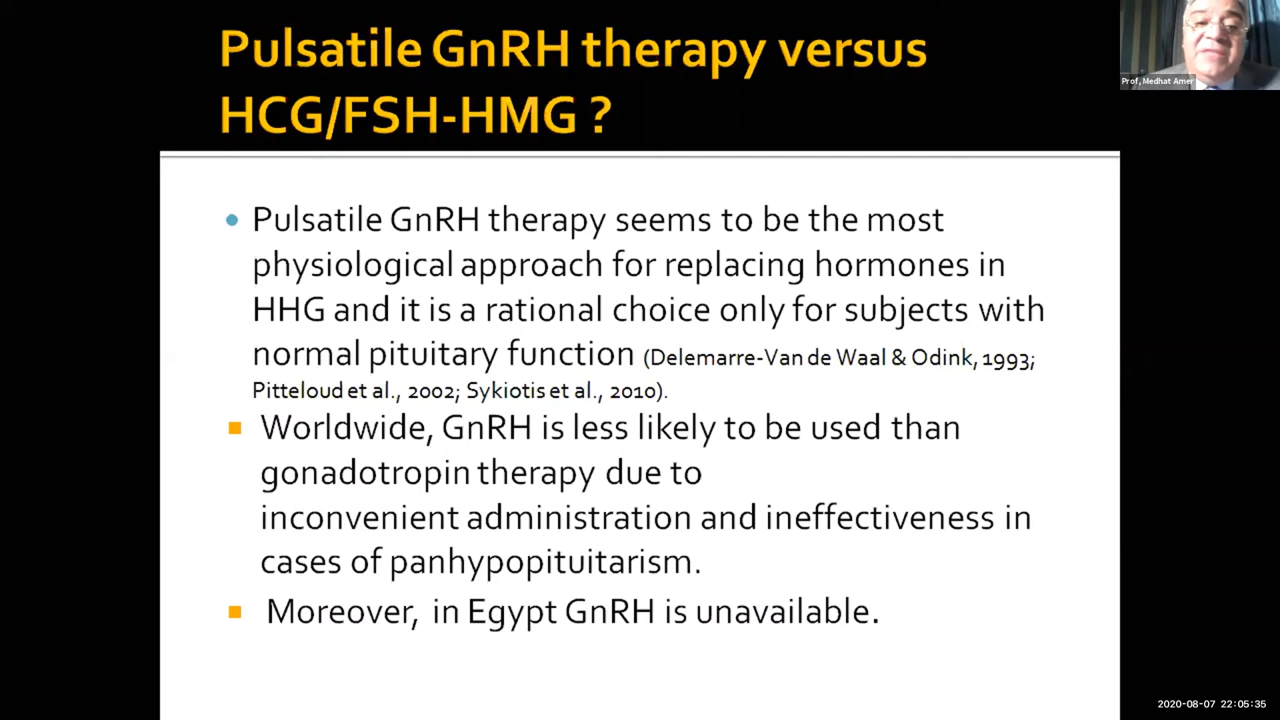 Pulsatile GnRH therapy versus
HCG/FSH-HMG ?
Prof, Medhat Amer
• Pulsatile GnRH therapy seems to be the most
physiological approach for replacing hormones in
HHG and it is a rational choice only for subjects with
normal pituitary function (Delemarre-Van de Waal & Odink, 1993;
Pitteloud et al., 2002; Sykiotis et al., 2010).
▪ Worldwide, GnRH is less likely to be used than
gonadotropin therapy due to
inconvenient administration and ineffectiveness in
cases of panhypopituitarism.
▪ Moreover, in Egypt GnRH is unavailable.
2020-08-07 22:05:35